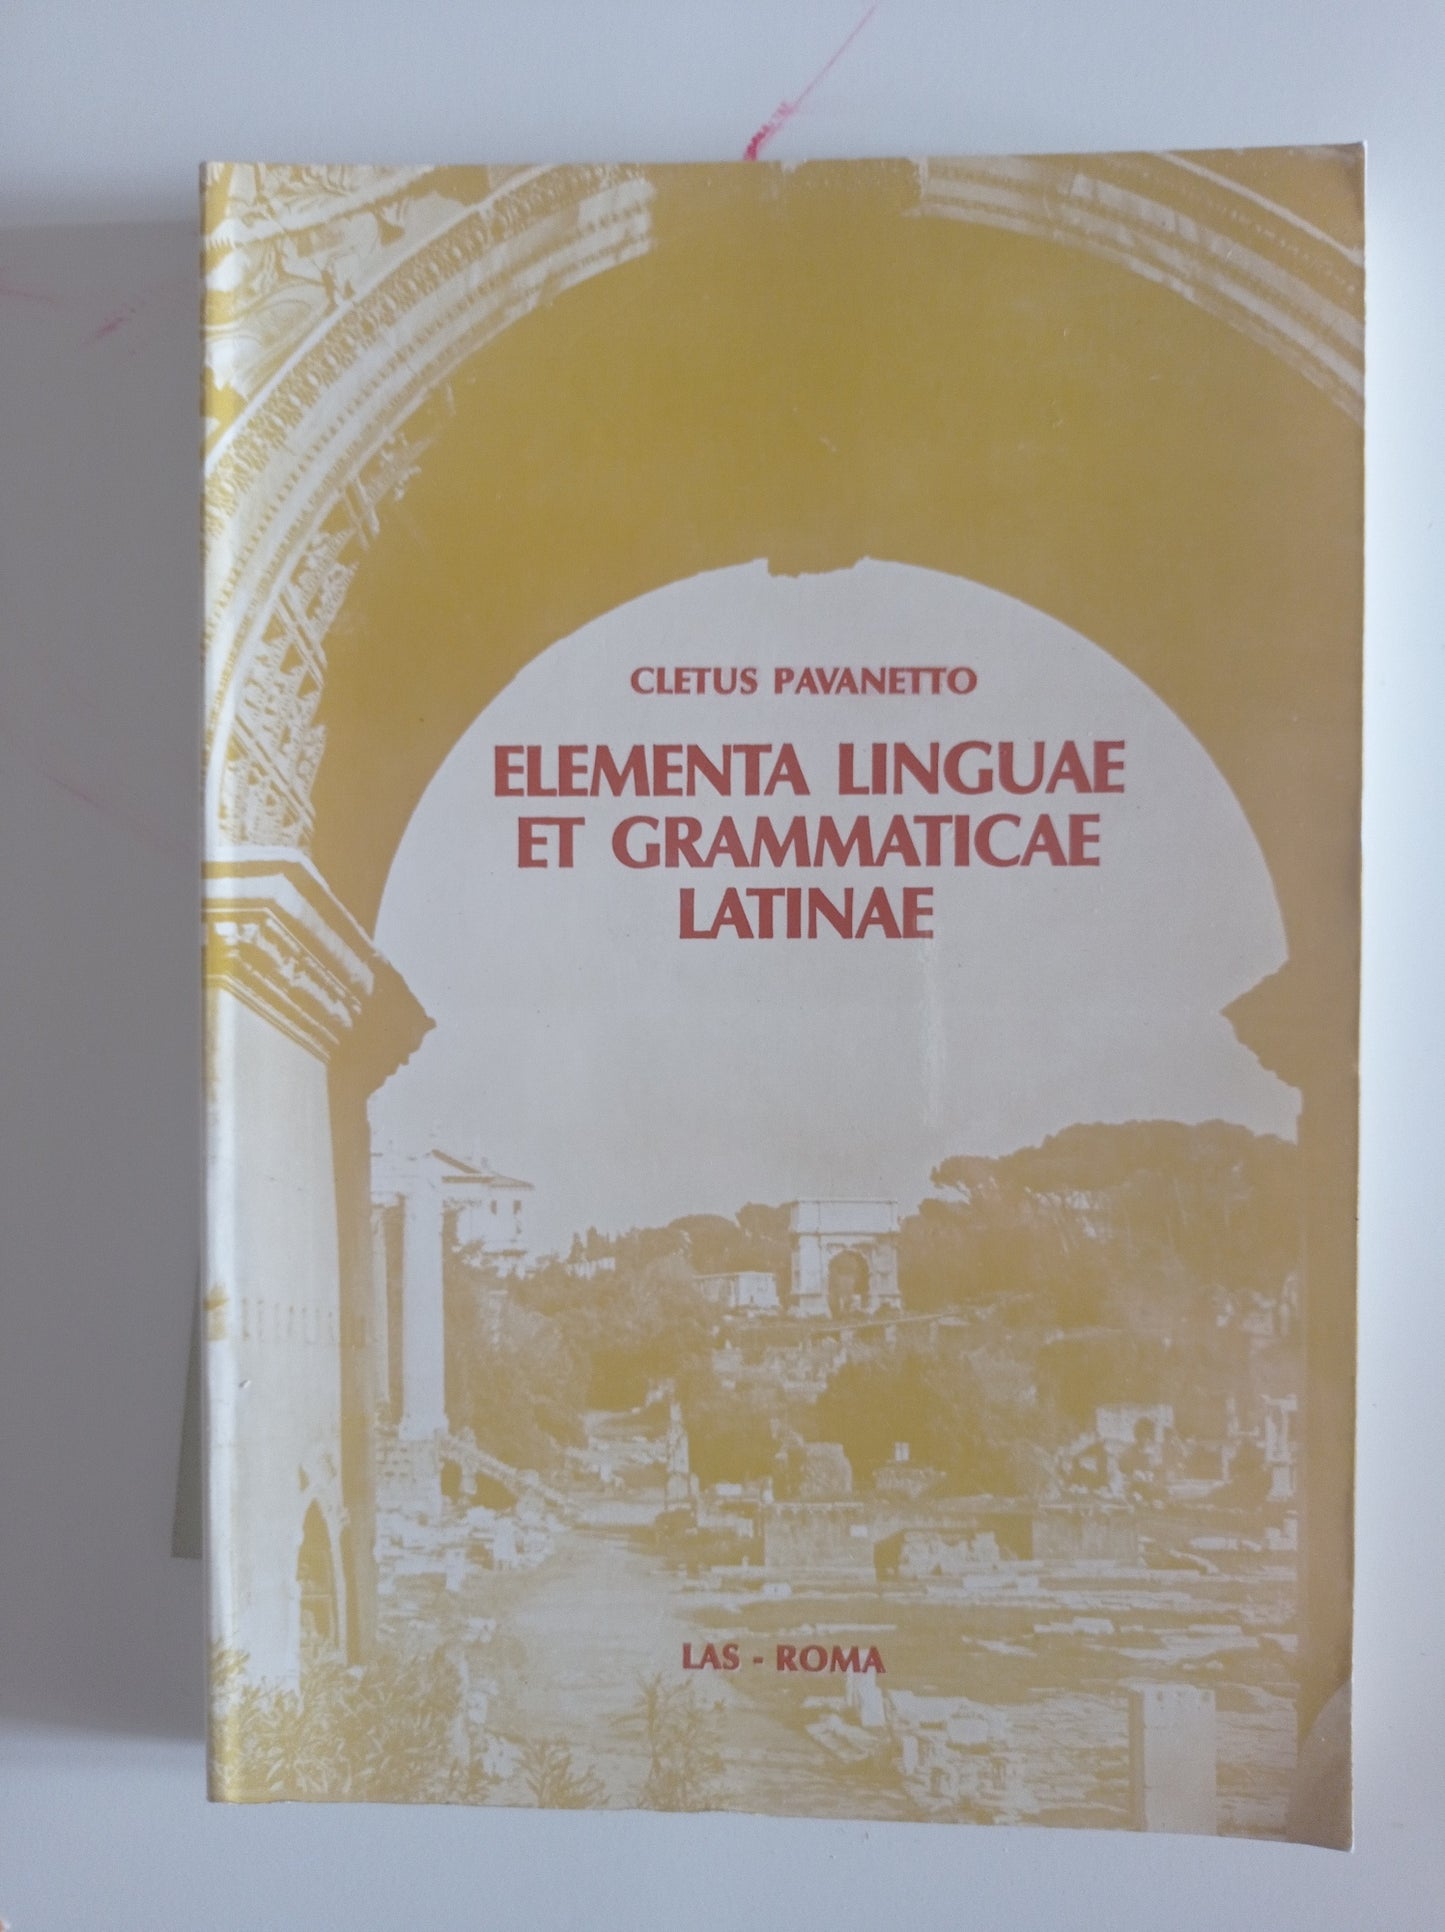 CLETUS PAVANETTO
ELEMENTA LINGUAE
ET GRAMMATICAE
LATINAE
LAS - ROMA